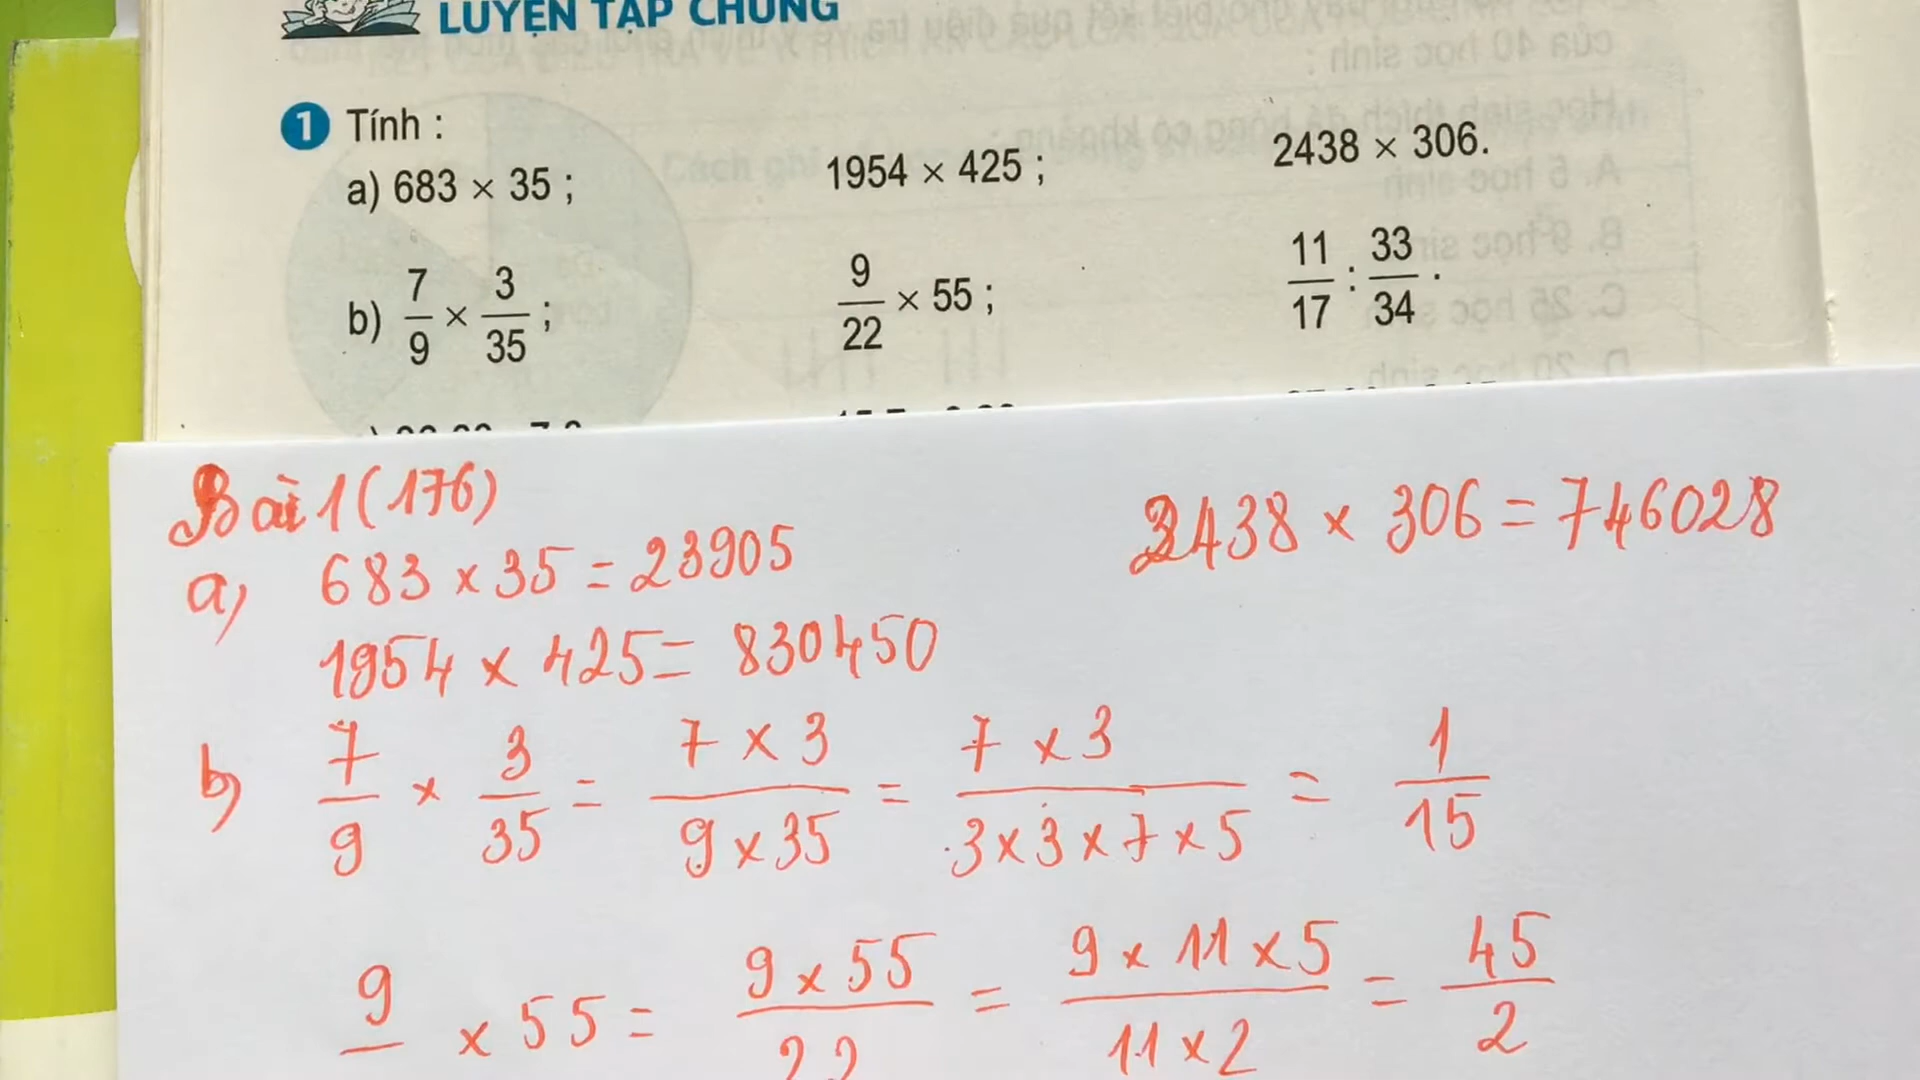 LUYỆN TẬP CHUNG
1 Tính :
a) 683 × 35 ; 1954 × 425 ; 2438 × 306.
b) 7/9 × 3/35 ; 9/22 × 55 ; 11/17 : 33/34 .
Bài 1 (176)
a, 683 × 35 = 23905
2438 × 306 = 746028
1954 × 425 = 830450
b) 7/9 × 3/35 = 7 × 3/9 × 35 = 7 × 3/3 × 3 × 7 × 5 = 1/15
9/ × 55 = 9 × 55/22 = 9 × 11 × 5/11 × 2 = 45/2